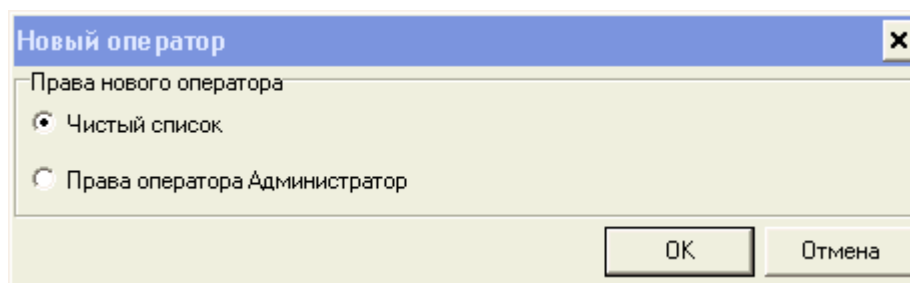 Новый оператор
Права нового оператора
Чистый список
Права оператора Администратор
OK
Отмена